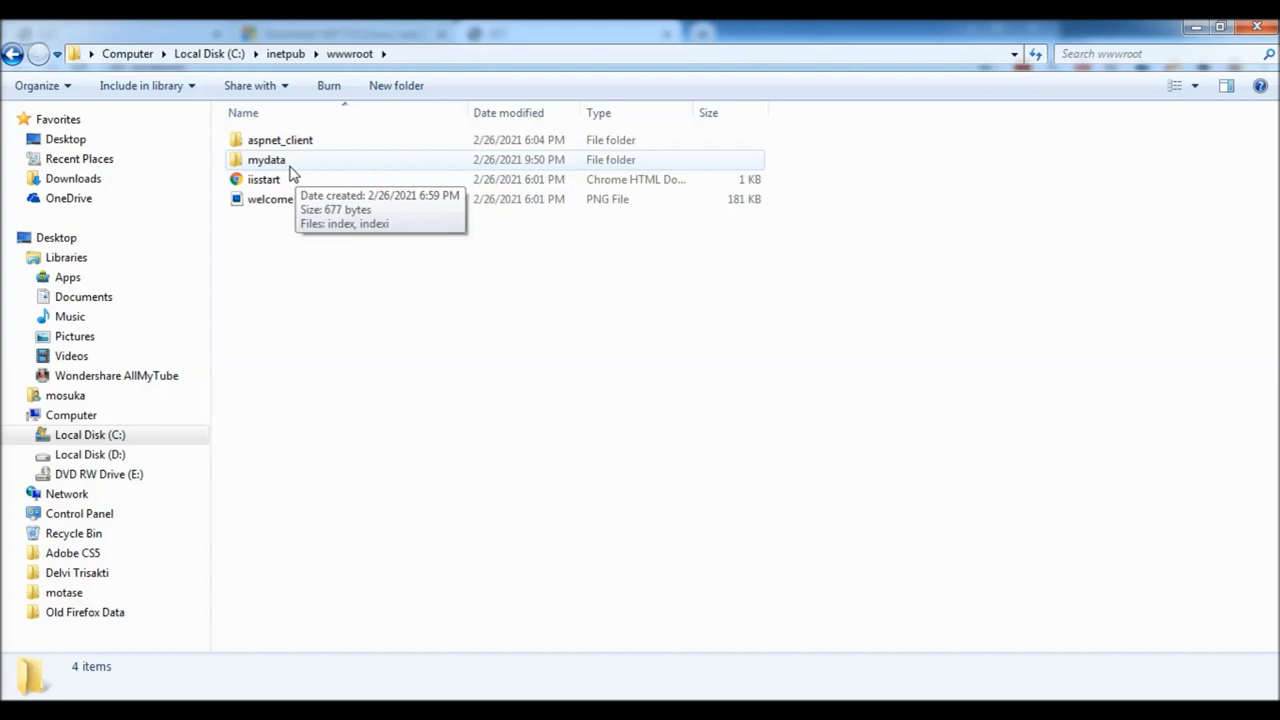 Computer Local Disk (C:) inetpub wwwroot
Search wwwroot
Organize Include in library Share with Burn New folder
Name Date modified Type Size
Favorites
Desktop
Recent Places
Downloads
OneDrive
Desktop
Libraries
Apps
Documents
Music
Pictures
Videos
Wondershare AllMyTube
mosuka
Computer
Local Disk (C:)
Local Disk (D:)
DVD RW Drive (E:)
Network
Control Panel
Recycle Bin
Adobe CS5
Delvi Trisakti
motase
Old Firefox Data
aspnet_client 2/26/2021 6:04 PM File folder
mydata 2/26/2021 9:50 PM File folder
iisstart 2/26/2021 6:01 PM Chrome HTML Do... 1 KB
welcome 2/26/2021 6:01 PM PNG File 181 KB
Date created: 2/26/2021 6:59 PM
Size: 677 bytes
Files: index, indexi
4 items